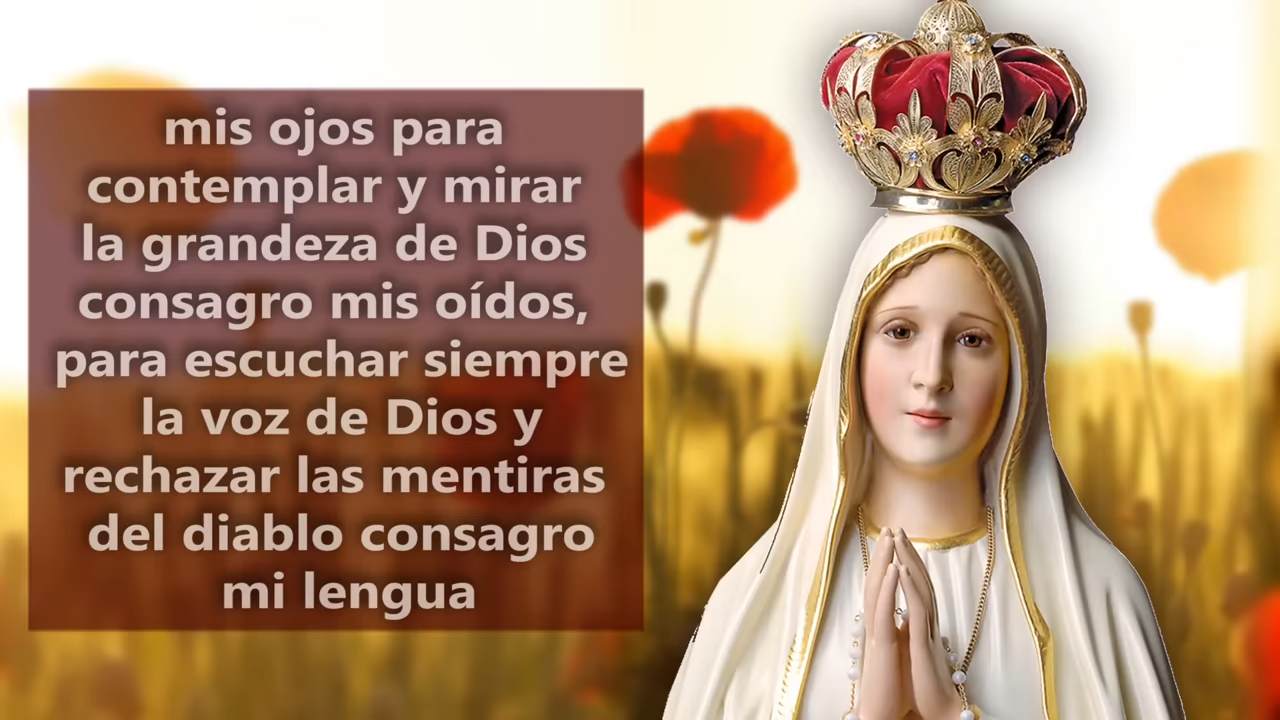 mis ojos para
contemplar y mirar
la grandeza de Dios
consagro mis oídos,
para escuchar siempre
la voz de Dios y
rechazar las mentiras
del diablo consagro
mi lengua